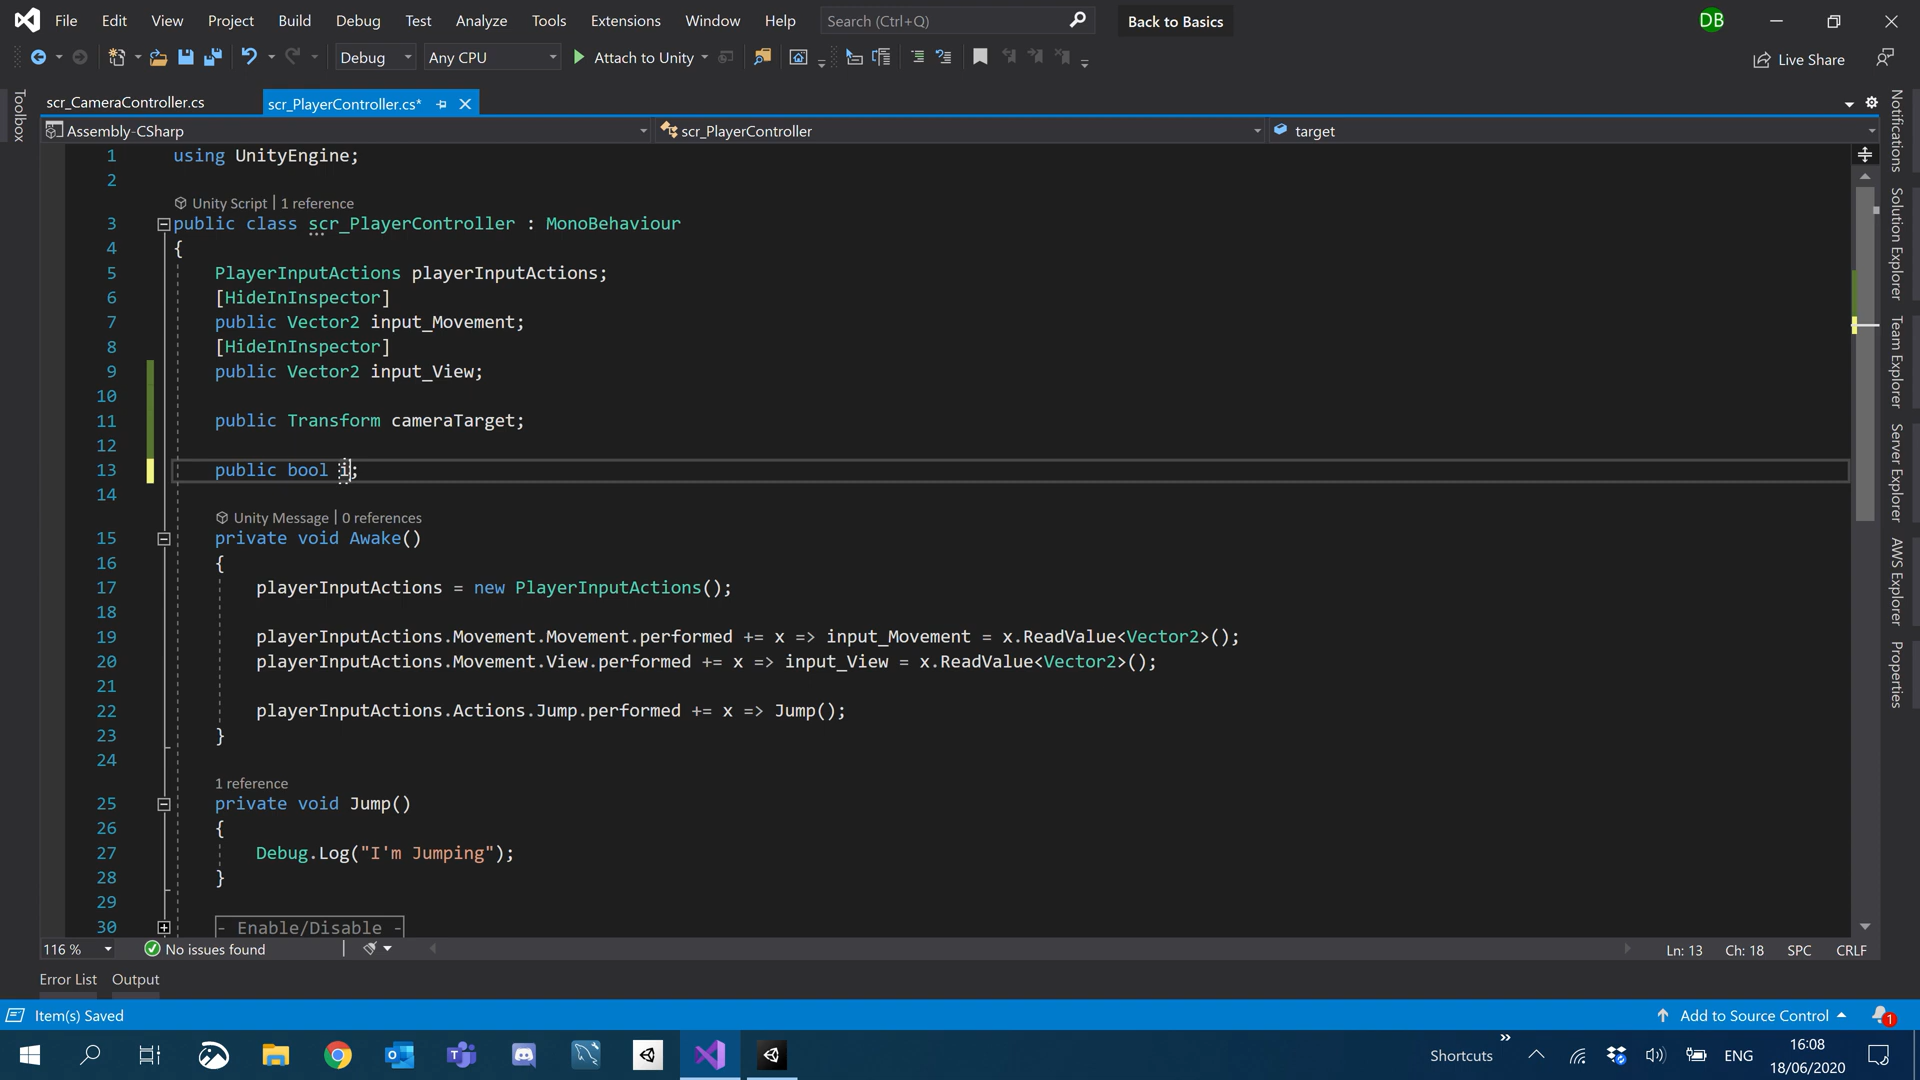 File Edit View Project Build Debug Test Analyze Tools Extensions Window Help Search (Ctrl+Q) Back to Basics DB
Debug Any CPU Attach to Unity Live Share
Toolbox
scr_CameraController.cs scr_PlayerController.cs*
Assembly-CSharp scr_PlayerController target
1 using UnityEngine;
2
Unity Script | 1 reference
3 public class scr_PlayerController : MonoBehaviour
4 {
5 PlayerInputActions playerInputActions;
6 [HideInInspector]
7 public Vector2 input_Movement;
8 [HideInInspector]
9 public Vector2 input_View;
10
11 public Transform cameraTarget;
12
13 public bool i;
14
Unity Message | 0 references
15 private void Awake()
16 {
17 playerInputActions = new PlayerInputActions();
18
19 playerInputActions.Movement.Movement.performed += x => input_Movement = x.ReadValue<Vector2>();
20 playerInputActions.Movement.View.performed += x => input_View = x.ReadValue<Vector2>();
21
22 playerInputActions.Actions.Jump.performed += x => Jump();
23 }
24
1 reference
25 private void Jump()
26 {
27 Debug.Log("I'm Jumping");
28 }
29
30 - Enable/Disable -
Notifications
Solution Explorer
Team Explorer
Server Explorer
AWS Explorer
Properties
116 % No issues found Ln: 13 Ch: 18 SPC CRLF
Error List Output
Item(s) Saved Add to Source Control 1
Shortcuts ENG 16:08
18/06/2020